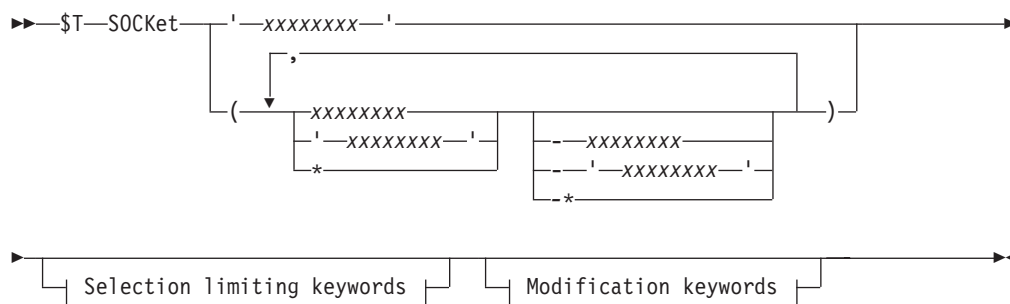 $T SOCKet ' xxxxxxxx '
,
( xxxxxxxx - xxxxxxxx )
' xxxxxxxx ' - ' xxxxxxxx '
* -*
Selection limiting keywords Modification keywords